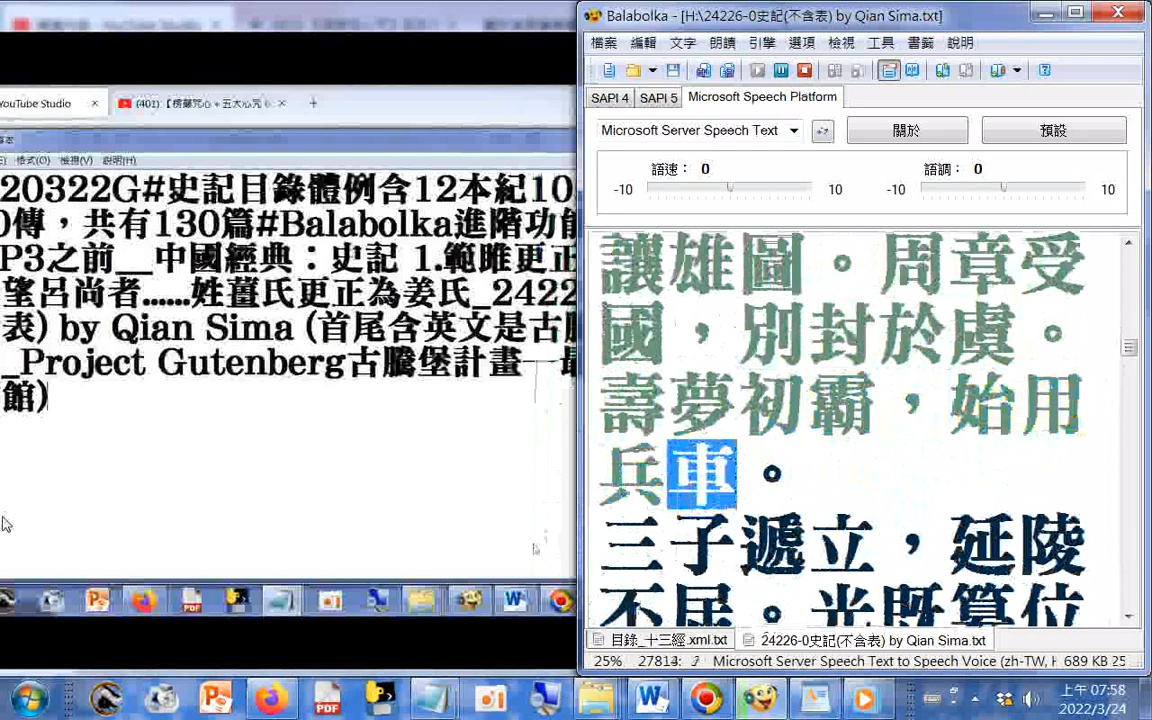 YouTube Studio
Balabolka - [H:\24226-0史記(不含表) by Qian Sima.txt]
檔案 編輯 文字 朗讀 引擎 選項 檢視 工具 書籤 說明
SAPI 4 SAPI 5 Microsoft Speech Platform
Microsoft Server Speech Text 關於 預設
語速： 0 語調： 0
-10 10 -10 10
YouTube Studio (401)
格式(O) 檢視(V) 說明(H)
20322G#史記目錄體例含12本紀10
0傳，共有130篇#Balabolka進階功能
P3之前__中國經典：史記 1.範雎更正
望呂尚者......姓薑氏更正為姜氏_2422
表) by Qian Sima (首尾含英文是古騰
_Project Gutenberg古騰堡計畫
館)
讓雄圖。周章受
國，別封於虞。
壽夢初霸，始用
兵車。
三子遞立，延陵
不居。光既篡位
目錄_十三經.xml.txt 24226-0史記(不含表) by Qian Sima.txt
25% Microsoft Server Speech Text to Speech Voice (zh-TW, H 689 KB
上午 07:58
2022/3/24